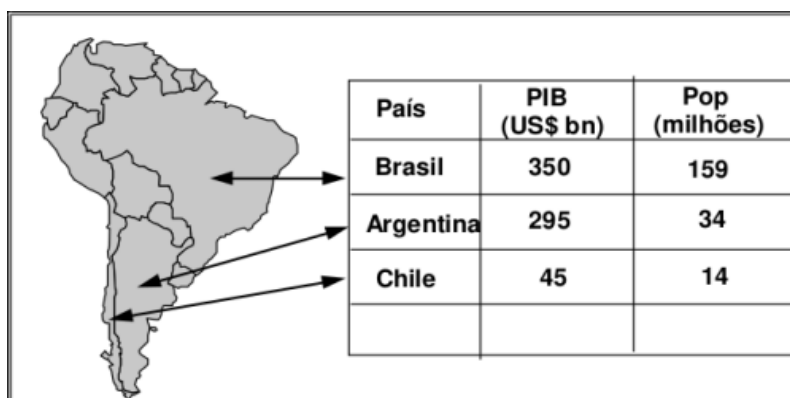 País PIB (US$ bn) Pop (milhões)
Brasil 350 159
Argentina 295 34
Chile 45 14